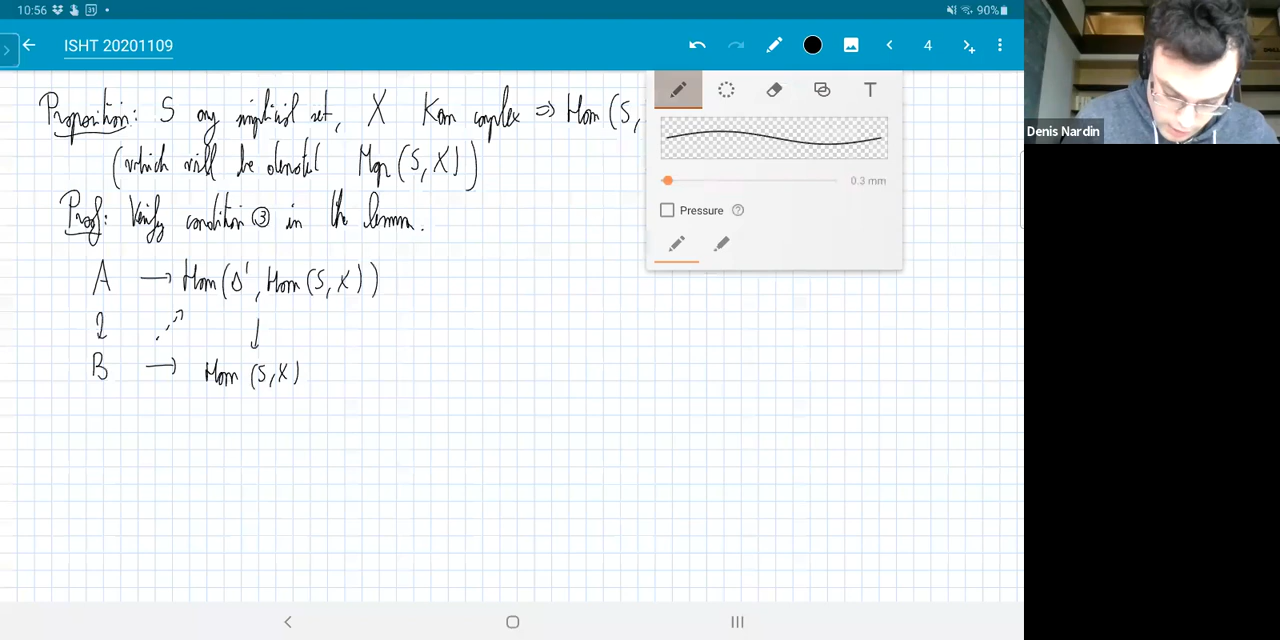 10:56
31
90%
ISHT 20201109
4
T
0.3 mm
Pressure
Denis Nardin
Proposition: S any simplicial set, X Kan complex ⇒ Hom (S,
(which will be denoted Map (S, X))
Proof: Verify condition ③ in the lemma.
A → Hom(Δ¹, Hom (S, X))
↓
B → Hom (S, X)